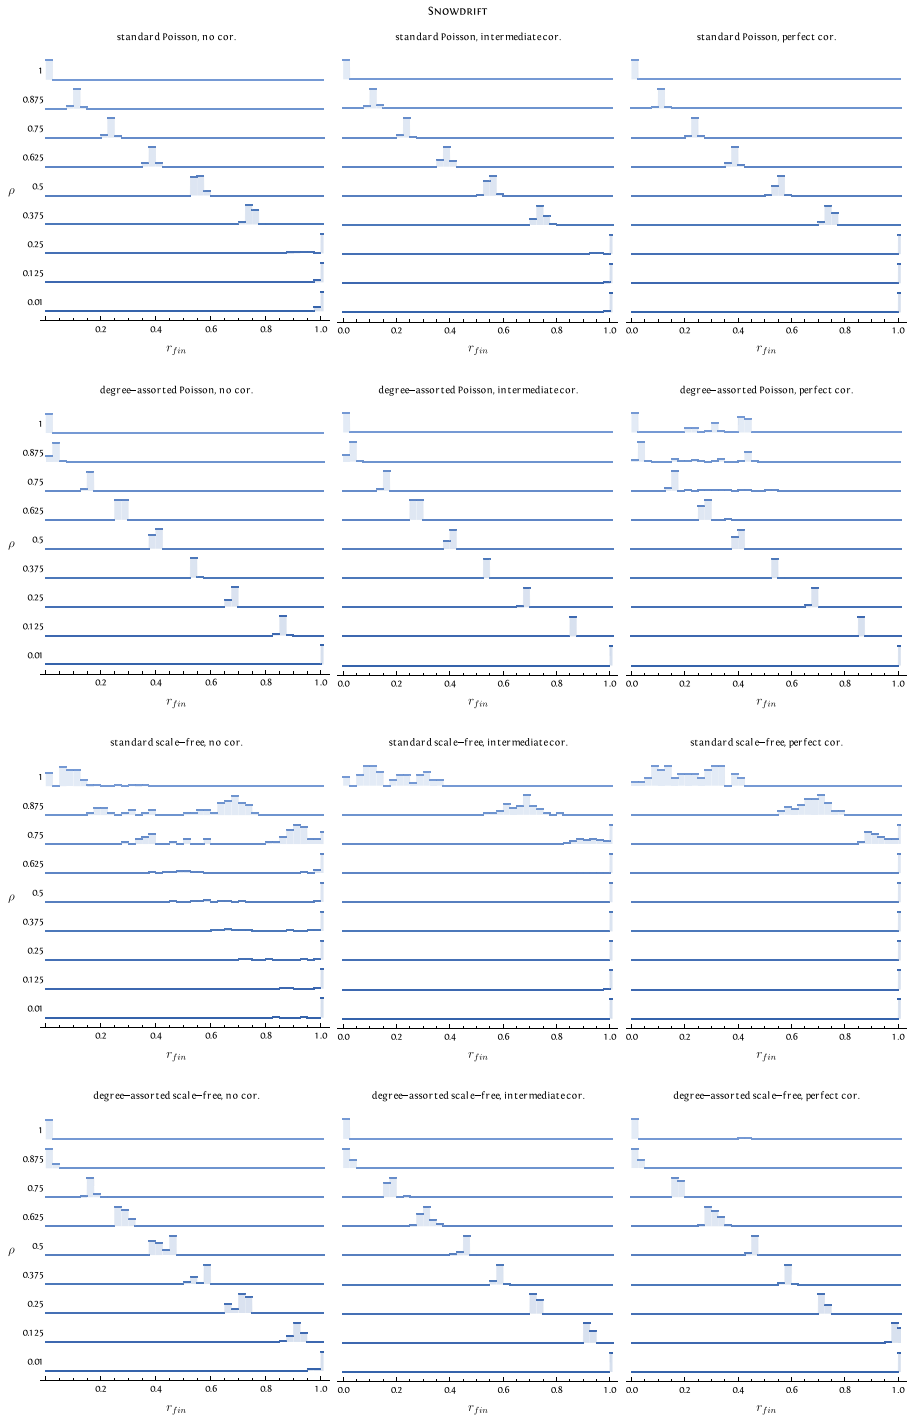 Snowdrift
standard Poisson, no cor. standard Poisson, intermediate cor. standard Poisson, perfect cor.
1
0.875
0.75
0.625
ρ 0.5
0.375
0.25
0.125
0.01
0.2 0.4 0.6 0.8 1.0 0.0 0.2 0.4 0.6 0.8 1.0 0.0 0.2 0.4 0.6 0.8 1.0
r_fin r_fin r_fin
degree-assorted Poisson, no cor. degree-assorted Poisson, intermediate cor. degree-assorted Poisson, perfect cor.
1
0.875
0.75
0.625
ρ 0.5
0.375
0.25
0.125
0.01
0.2 0.4 0.6 0.8 1.0 0.0 0.2 0.4 0.6 0.8 1.0 0.0 0.2 0.4 0.6 0.8 1.0
r_fin r_fin r_fin
standard scale-free, no cor. standard scale-free, intermediate cor. standard scale-free, perfect cor.
1
0.875
0.75
0.625
ρ 0.5
0.375
0.25
0.125
0.01
0.2 0.4 0.6 0.8 1.0 0.0 0.2 0.4 0.6 0.8 1.0 0.0 0.2 0.4 0.6 0.8 1.0
r_fin r_fin r_fin
degree-assorted scale-free, no cor. degree-assorted scale-free, intermediate cor. degree-assorted scale-free, perfect cor.
1
0.875
0.75
0.625
ρ 0.5
0.375
0.25
0.125
0.01
0.2 0.4 0.6 0.8 1.0 0.0 0.2 0.4 0.6 0.8 1.0 0.0 0.2 0.4 0.6 0.8 1.0
r_fin r_fin r_fin